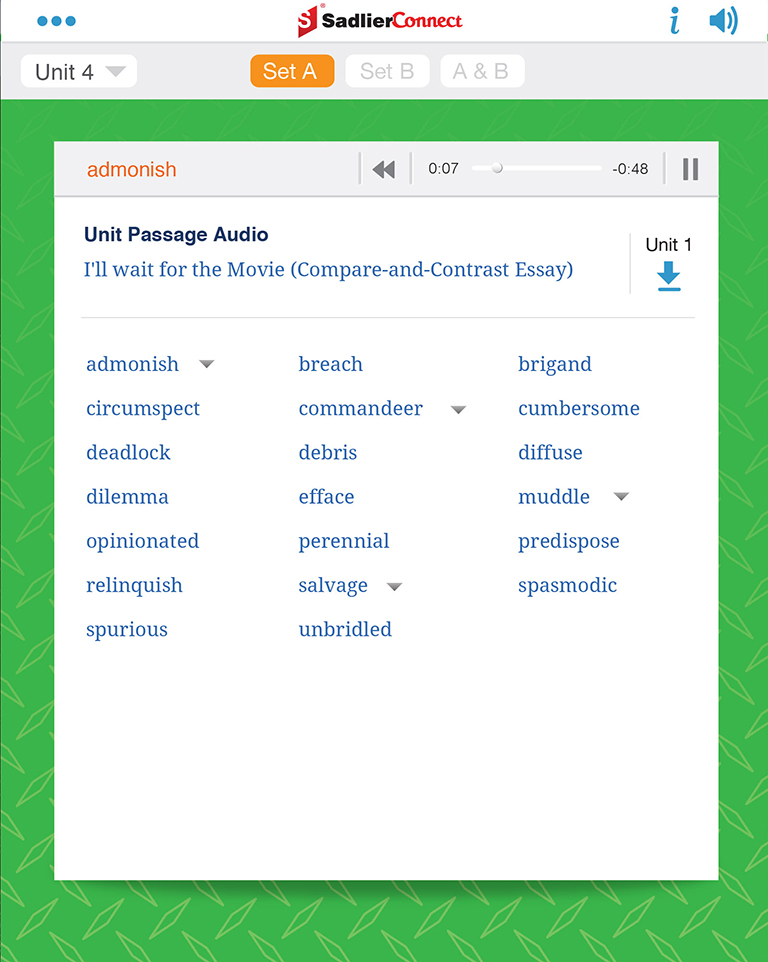 SadlierConnect
Unit 4 Set A Set B A & B
admonish 0:07 -0:48
Unit Passage Audio
I'll wait for the Movie (Compare-and-Contrast Essay)
Unit 1
admonish breach brigand
circumspect commandeer cumbersome
deadlock debris diffuse
dilemma efface muddle
opinionated perennial predispose
relinquish salvage spasmodic
spurious unbridled